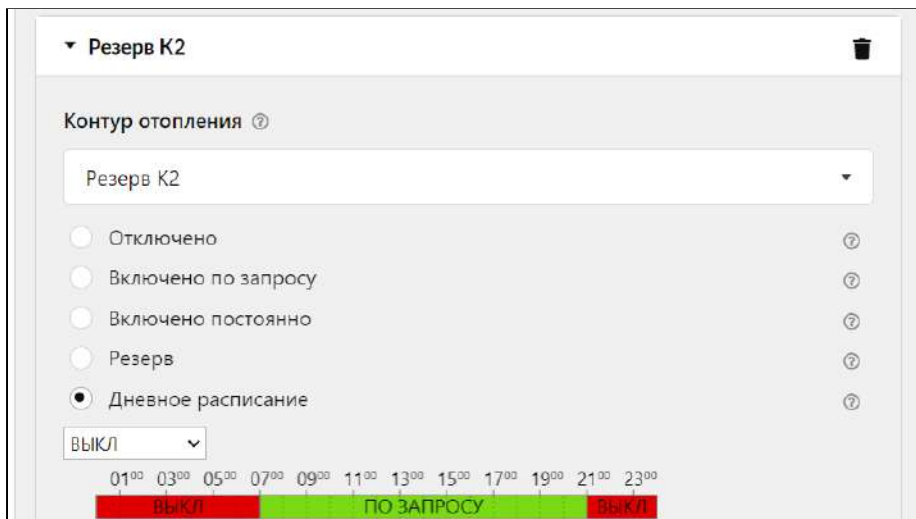 Резерв К2
Контур отопления
Резерв К2
Отключено
Включено по запросу
Включено постоянно
Резерв
Дневное расписание
ВЫКЛ
01⁰⁰ 03⁰⁰ 05⁰⁰ 07⁰⁰ 09⁰⁰ 11⁰⁰ 13⁰⁰ 15⁰⁰ 17⁰⁰ 19⁰⁰ 21⁰⁰ 23⁰⁰
ВЫКЛ ПО ЗАПРОСУ ВЫКЛ